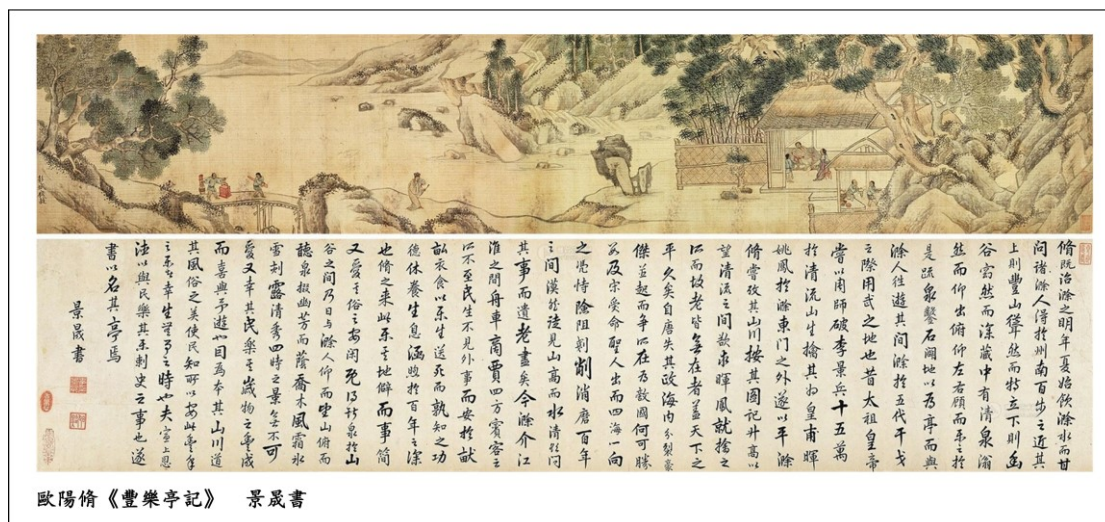 脩既治滁之明年夏始飲滁水而甘
問諸滁人得於州南百步之近其
上則豐山聳然而特立下則幽
谷窈然而深藏中有清泉滃
然而仰出俯仰左右顧而樂之於
是疏泉鑿石闢地以為亭而與
滁人往遊其間滁於五代干戈
之際用武之地也昔太祖皇帝
嘗以周師破李景兵十五萬
於清流山生擒其將皇甫暉
姚鳳於滁東門之外遂以平滁
脩嘗攷其山川按其圖記升高以
望清流之間欲求暉鳳就擒之
所而故老皆無在者蓋天下之
平久矣自唐失其政海內分裂豪
傑並起而爭所在為敵國何可勝
數及宋受命聖人出而四海一向
之憑恃險阻剗削消磨百年
之間漠然徒見山高而水清欲問
其事而遺老盡矣今滁介江
淮之間舟車商賈四方賓客之
所不至民生不見外事而安於畎
畝衣食以樂生送死而孰知之功
德休養生息涵煦於百年之深
也脩之來此樂其地僻而事簡
又愛其俗之安閑既得斯泉於山
谷之間乃日與滁人仰而望山俯而
聽泉掇幽芳而蔭喬木風霜冰
雪刻露清秀四時之景無不可
愛又幸其民樂其歲物之豐成
而喜與予遊也因為本其山川道
其風俗之美使民知所以安此豐年
之樂者幸生無事之時也夫宣上恩
德以與民樂其樂刺史之事也遂
書以名其亭焉
景晟書
歐陽脩《豐樂亭記》 景晟書